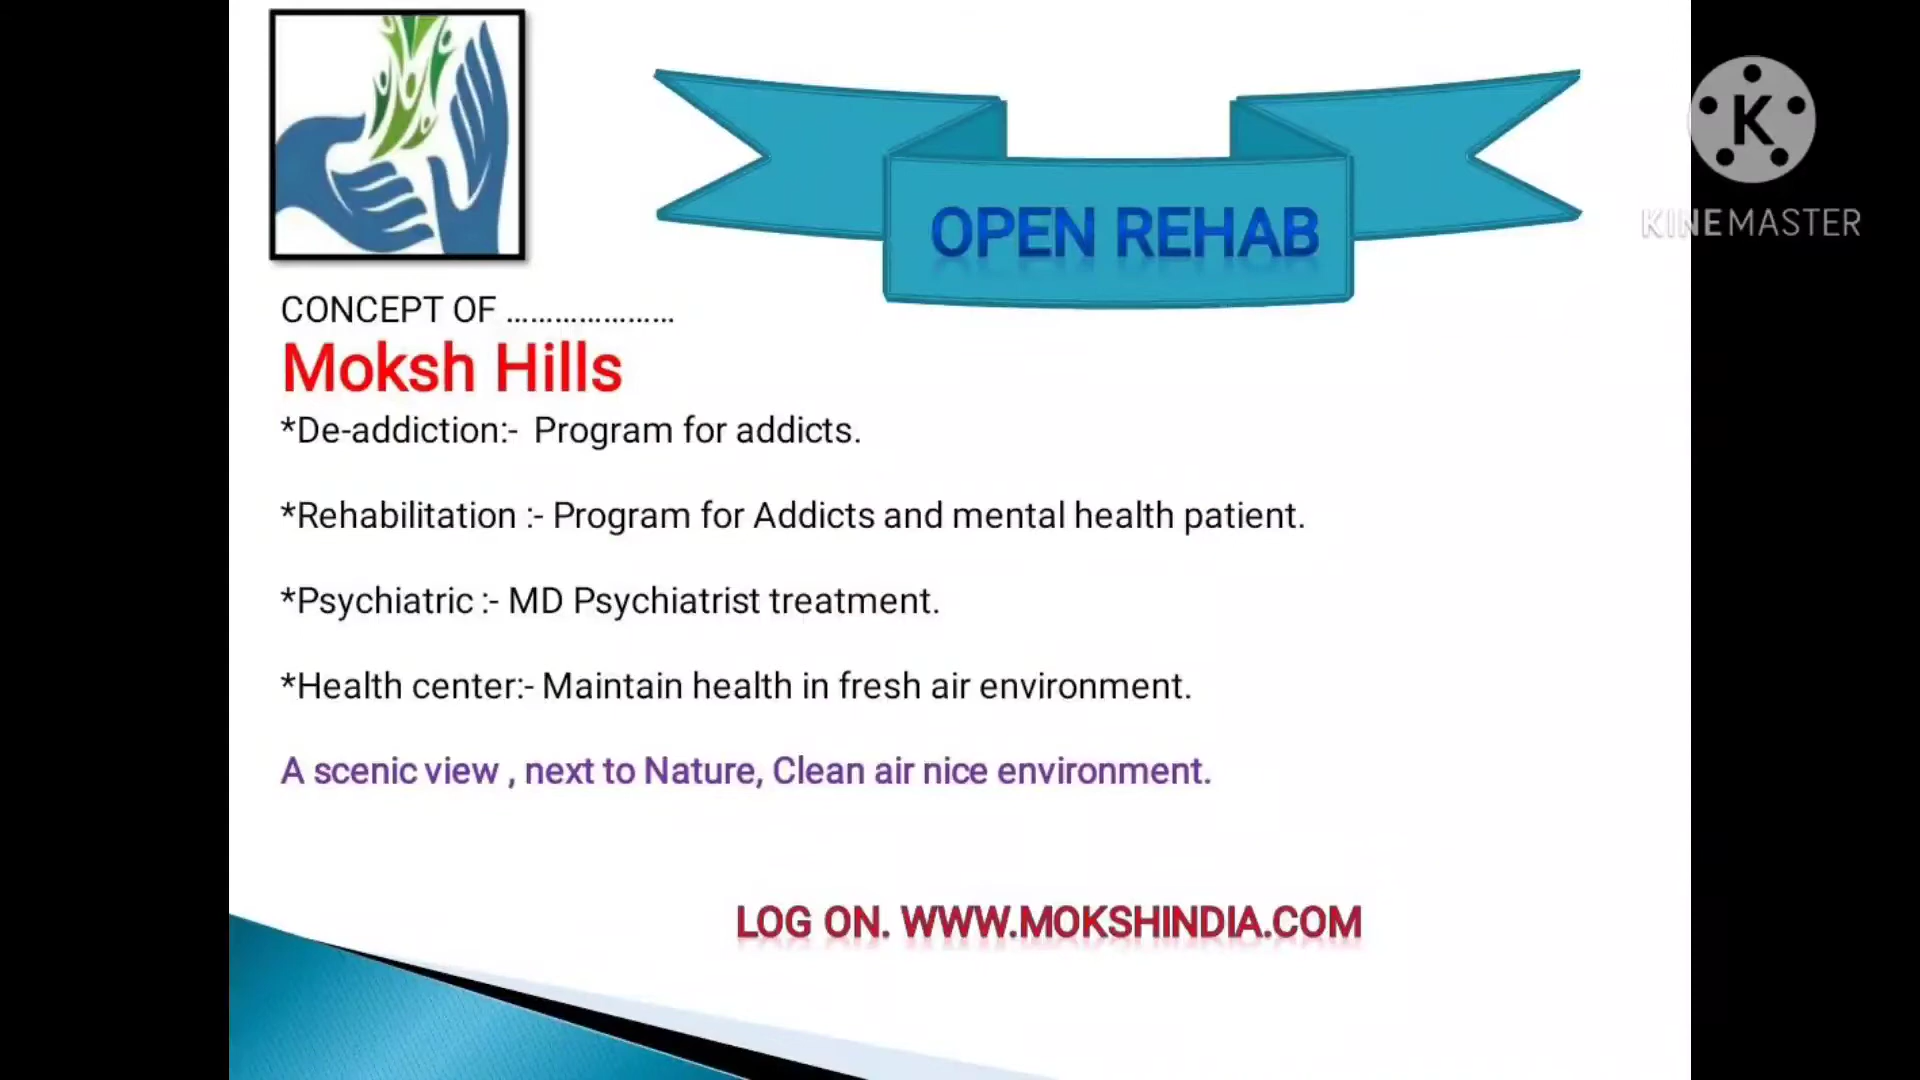 OPEN REHAB
K
KINEMASTER
CONCEPT OF .....................
Moksh Hills
*De-addiction:- Program for addicts.
*Rehabilitation :- Program for Addicts and mental health patient.
*Psychiatric :- MD Psychiatrist treatment.
*Health center:- Maintain health in fresh air environment.
A scenic view , next to Nature, Clean air nice environment.
LOG ON. WWW.MOKSHINDIA.COM